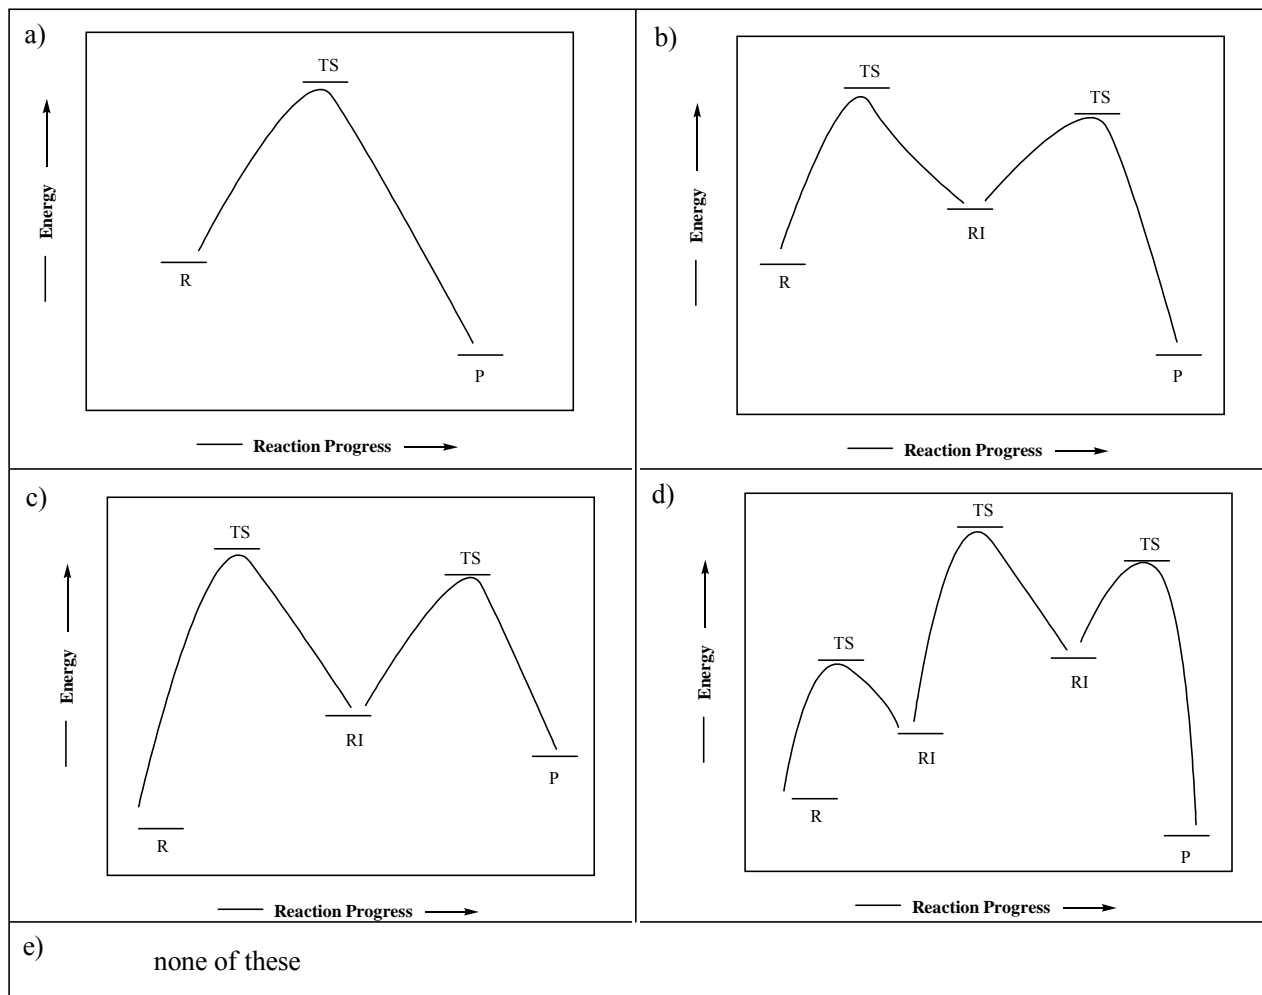 a)
TS
R
P
Energy
Reaction Progress
b)
TS
TS
RI
R
P
Energy
Reaction Progress
c)
TS
TS
RI
P
R
Energy
Reaction Progress
d)
TS
TS
TS
RI
RI
R
P
Energy
Reaction Progress
e)
none of these